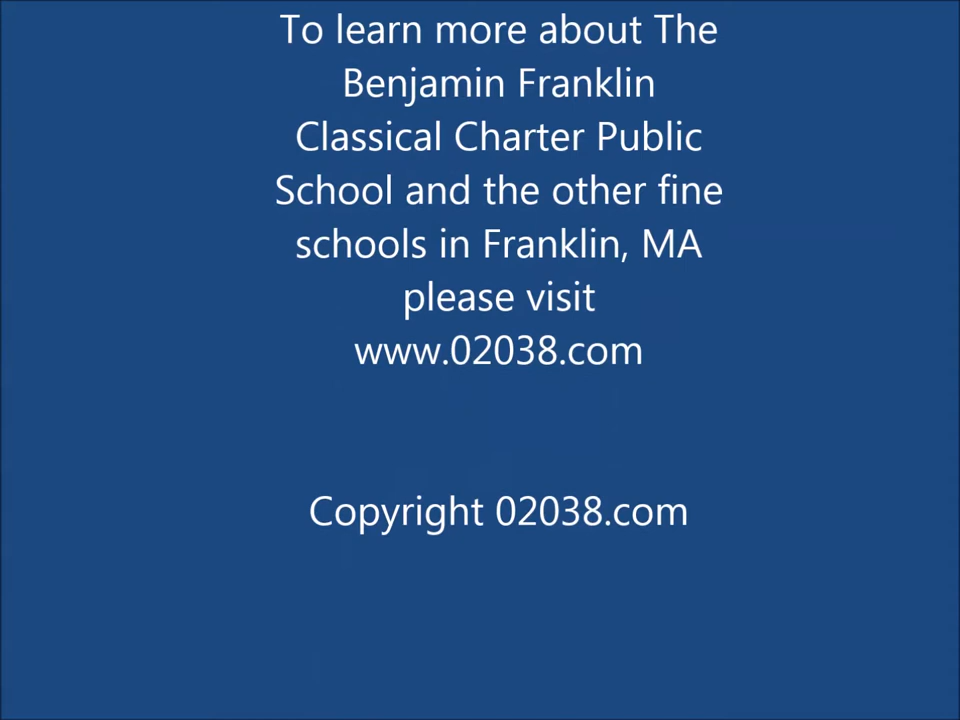 To learn more about The
Benjamin Franklin
Classical Charter Public
School and the other fine
schools in Franklin, MA
please visit
www.02038.com
Copyright 02038.com